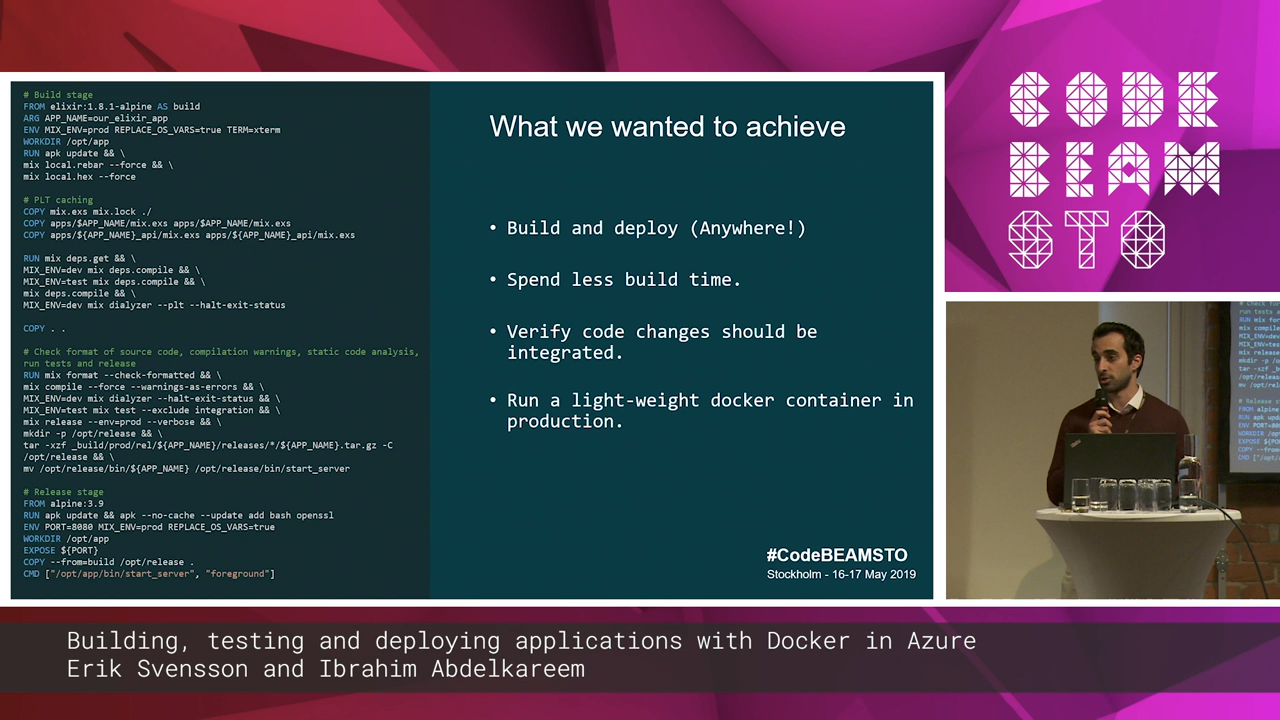 # Build stage
FROM elixir:1.8.1-alpine AS build
ARG APP_NAME=our_elixir_app
ENV MIX_ENV=prod REPLACE_OS_VARS=true TERM=xterm
WORKDIR /opt/app
RUN apk update && \
mix local.rebar --force && \
mix local.hex --force
# PLT caching
COPY mix.exs mix.lock ./
COPY apps/$APP_NAME/mix.exs apps/$APP_NAME/mix.exs
COPY apps/${APP_NAME}_api/mix.exs apps/${APP_NAME}_api/mix.exs
RUN mix deps.get && \
MIX_ENV=dev mix deps.compile && \
MIX_ENV=test mix deps.compile && \
mix deps.compile && \
MIX_ENV=dev mix dialyzer --plt --halt-exit-status
COPY . .
# Check format of source code, compilation warnings, static code analysis,
run tests and release
RUN mix format --check-formatted && \
mix compile --force --warnings-as-errors && \
MIX_ENV=dev mix dialyzer --halt-exit-status && \
MIX_ENV=test mix test --exclude integration && \
mix release --env=prod --verbose && \
mkdir -p /opt/release && \
tar -xzf _build/prod/rel/${APP_NAME}/releases/*/${APP_NAME}.tar.gz -C
/opt/release && \
mv /opt/release/bin/${APP_NAME} /opt/release/bin/start_server
# Release stage
FROM alpine:3.9
RUN apk update && apk --no-cache --update add bash openssl
ENV PORT=8080 MIX_ENV=prod REPLACE_OS_VARS=true
WORKDIR /opt/app
EXPOSE ${PORT}
COPY --from=build /opt/release .
CMD ["/opt/app/bin/start_server", "foreground"]
What we wanted to achieve
• Build and deploy (Anywhere!)
• Spend less build time.
• Verify code changes should be
integrated.
• Run a light-weight docker container in
production.
#CodeBEAMSTO
Stockholm - 16-17 May 2019
CODE
BEAM
STO
Building, testing and deploying applications with Docker in Azure
Erik Svensson and Ibrahim Abdelkareem